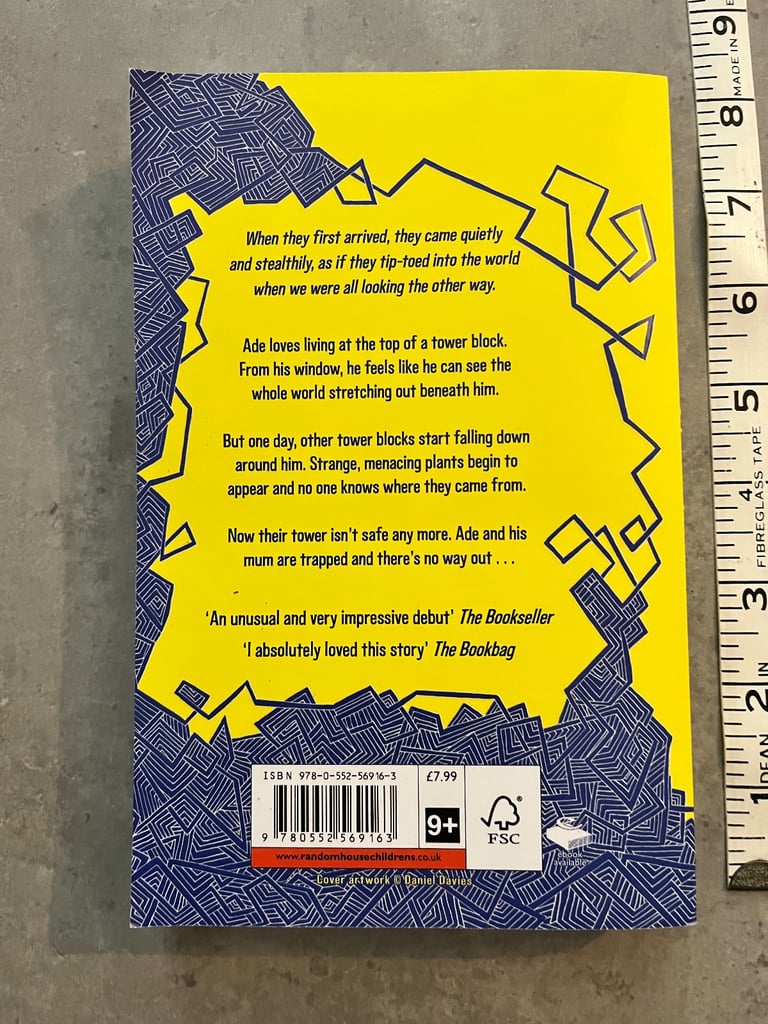 When they first arrived, they came quietly
and stealthily, as if they tip-toed into the world
when we were all looking the other way.
Ade loves living at the top of a tower block.
From his window, he feels like he can see the
whole world stretching out beneath him.
But one day, other tower blocks start falling down
around him. Strange, menacing plants begin to
appear and no one knows where they came from.
Now their tower isn't safe any more. Ade and his
mum are trapped and there's no way out . . .
'An unusual and very impressive debut' The Bookseller
'I absolutely loved this story' The Bookbag
ISBN 978-0-552-56916-3
9 780552 569163
www.randomhousechildrens.co.uk
£7.99
9+
FSC
®
ebook
available
Cover artwork © Daniel Davies
9
8
7
6
5
4
3
2
1
MADE IN
FIBREGLASS TAPE
DEAN
IN